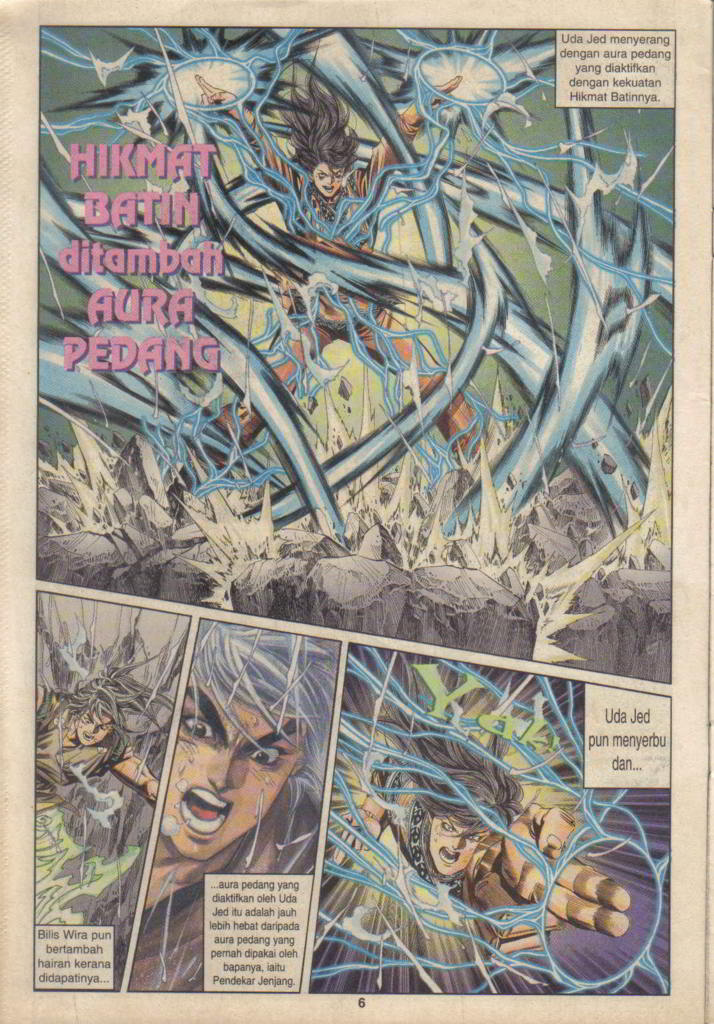 Uda Jed menyerang
dengan aura pedang
yang diaktifkan
dengan kekuatan
Hikmat Batinnya.
HIKMAT
BATIN
ditambah
AURA
PEDANG
Bilis Wira pun
bertambah
hairan kerana
didapatinya...
...aura pedang yang
diaktifkan oleh Uda
Jed itu adalah jauh
lebih hebat daripada
aura pedang yang
pernah dipakai oleh
bapanya, iaitu
Pendekar Jenjang.
Uda Jed
pun menyerbu
dan...
6